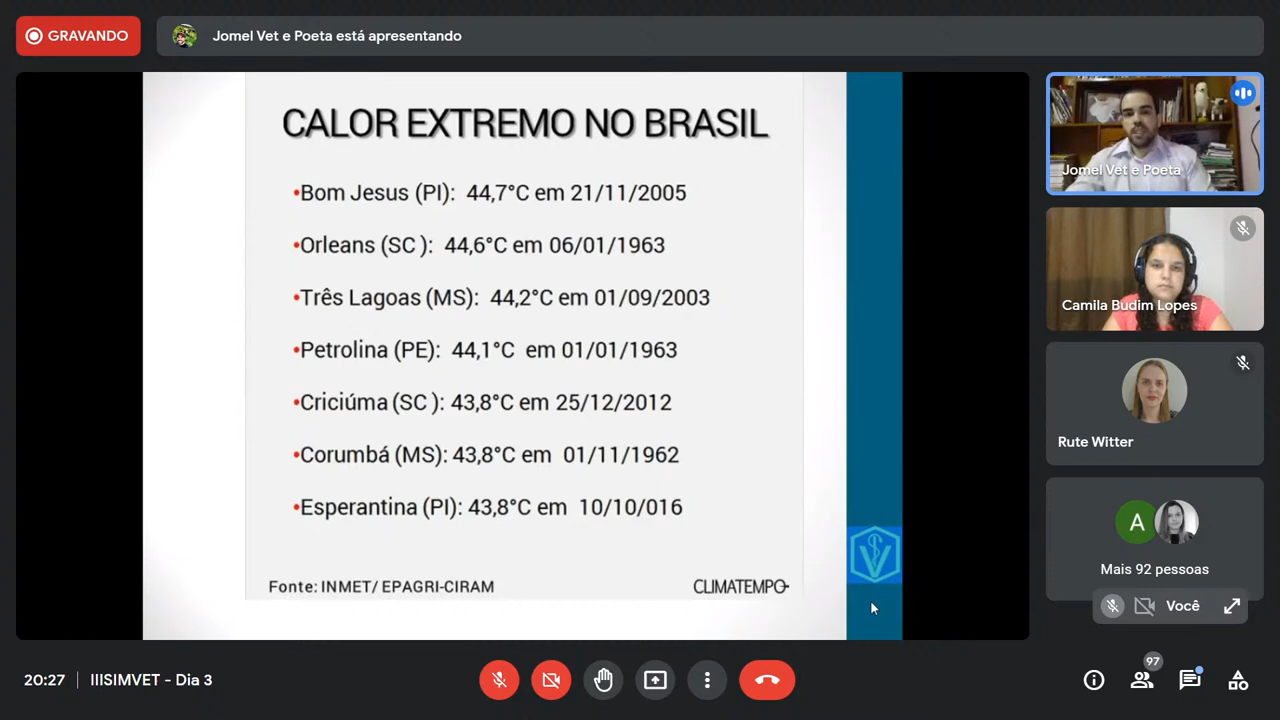 GRAVANDO
Jomel Vet e Poeta está apresentando
CALOR EXTREMO NO BRASIL
•Bom Jesus (PI): 44,7°C em 21/11/2005
•Orleans (SC ): 44,6°C em 06/01/1963
•Três Lagoas (MS): 44,2°C em 01/09/2003
•Petrolina (PE): 44,1°C em 01/01/1963
•Criciúma (SC ): 43,8°C em 25/12/2012
•Corumbá (MS): 43,8°C em 01/11/1962
•Esperantina (PI): 43,8°C em 10/10/016
Fonte: INMET/ EPAGRI-CIRAM
CLIMATEMPO
V
Jomel Vet e Poeta
Camila Budim Lopes
Rute Witter
A
Mais 92 pessoas
Você
20:27 | IIISIMVET - Dia 3
97